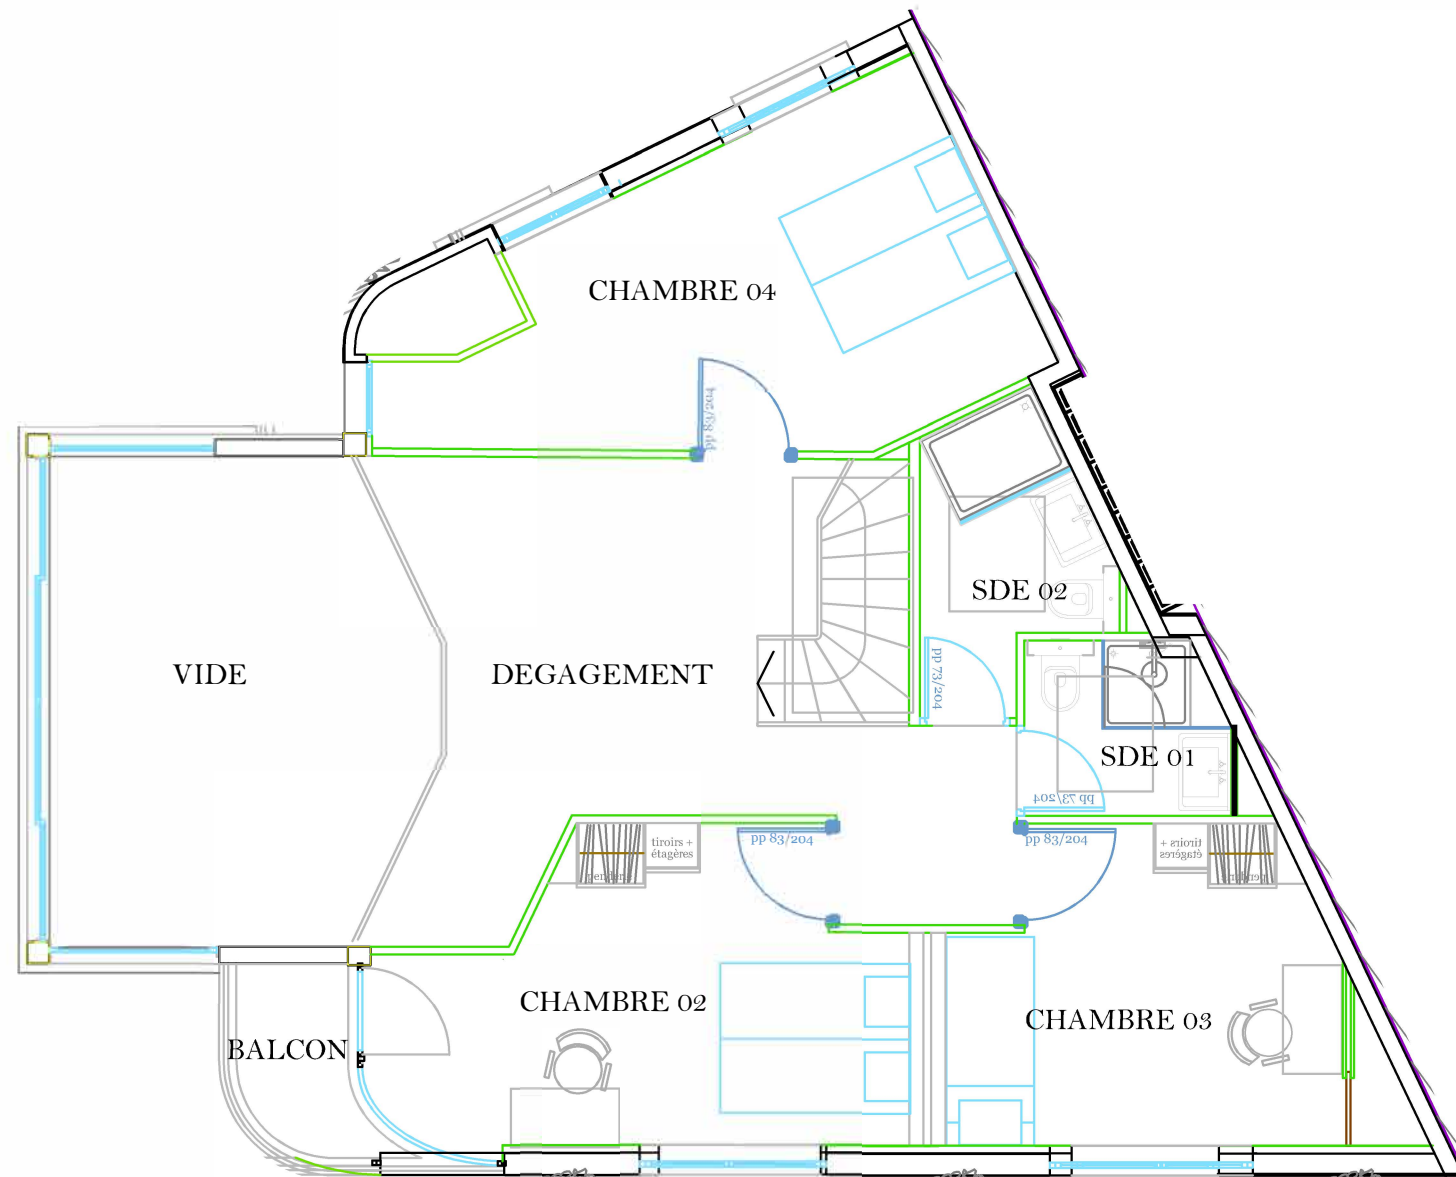 CHAMBRE 04
pp 83/204
SDE 02
VIDE
DEGAGEMENT
pp 73/204
SDE 01
pp 73/204
tiroirs +
étagères
pp 83/204
pp 83/204
tiroirs +
étagères
CHAMBRE 02
CHAMBRE 03
BALCON